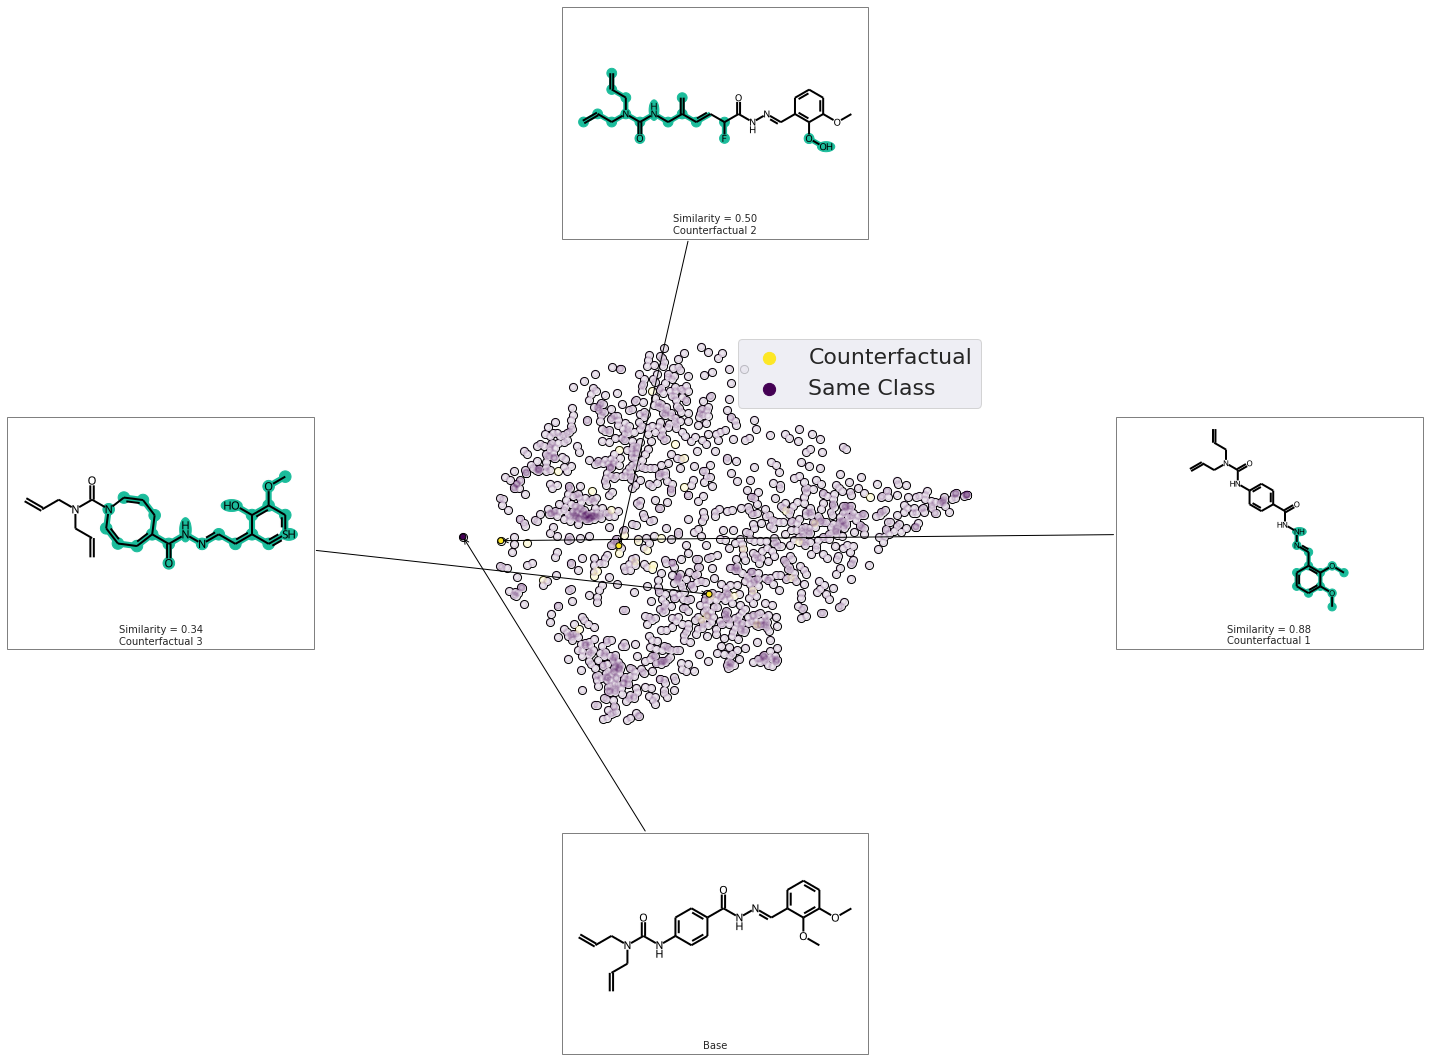 O
N
N
H
O
N
H
N
F
O
O
OH
Similarity = 0.50
Counterfactual 2
Counterfactual
Same Class
O
N
N
O
H
N
N
HO
O
SH
Similarity = 0.34
Counterfactual 3
N
O
HN
O
HN
NH
N
O
O
Similarity = 0.88
Counterfactual 1
O
N
N
H
O
N
H
N
O
O
Base